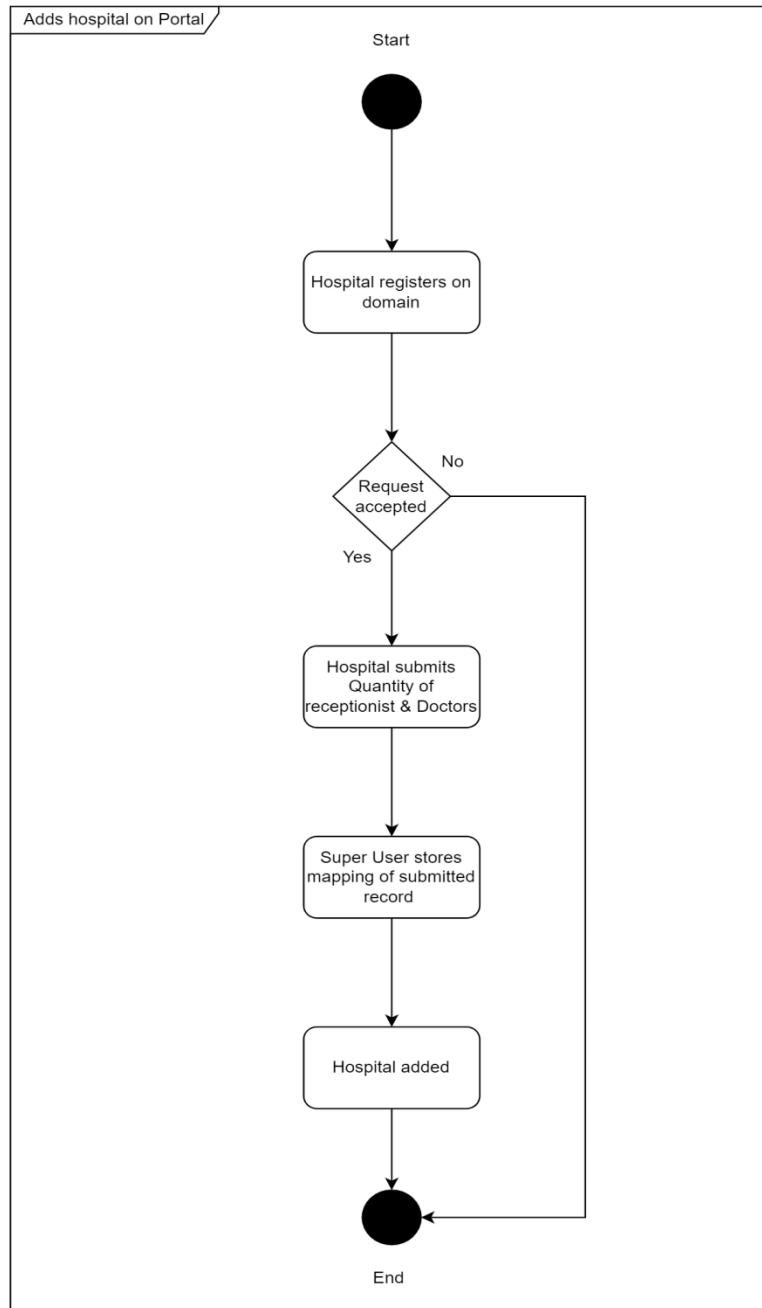 Adds hospital on Portal
Start
Hospital registers on
domain
No
Request
accepted
Yes
Hospital submits
Quantity of
receptionist & Doctors
Super User stores
mapping of submitted
record
Hospital added
End